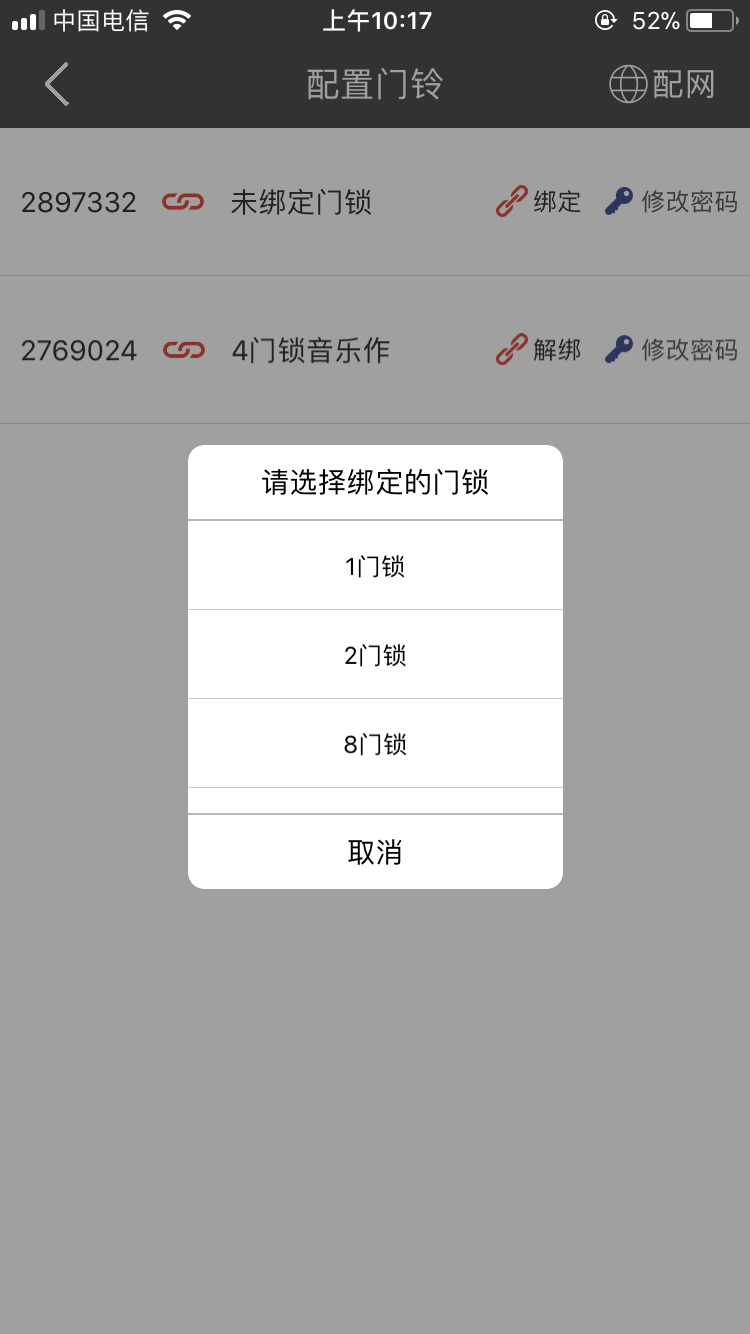 中国电信 上午10:17 52%
配置门铃 配网
2897332 未绑定门锁 绑定 修改密码
2769024 4门锁音乐作 解绑 修改密码
请选择绑定的门锁
1门锁
2门锁
8门锁
取消